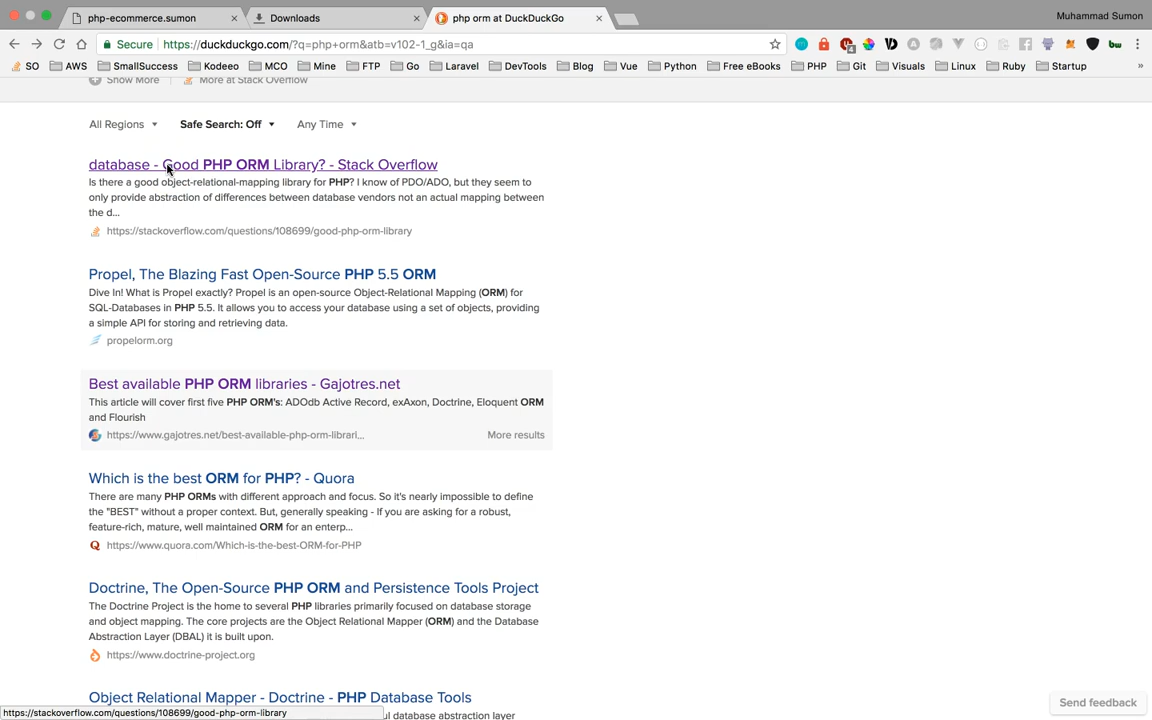 php-ecommerce.sumon
Downloads
php orm at DuckDuckGo
Muhammad Sumon
Secure
https://duckduckgo.com/?q=php+orm&atb=v102-1_g&ia=qa
SO AWS SmallSuccess Kodeeo MCO Mine FTP Go Laravel DevTools Blog Vue Python Free eBooks PHP Git Visuals Linux Ruby Startup »
Show More More at Stack Overflow
All Regions Safe Search: Off Any Time
database - Good PHP ORM Library? - Stack Overflow
Is there a good object-relational-mapping library for PHP? I know of PDO/ADO, but they seem to
only provide abstraction of differences between database vendors not an actual mapping between
the d...
https://stackoverflow.com/questions/108699/good-php-orm-library
Propel, The Blazing Fast Open-Source PHP 5.5 ORM
Dive In! What is Propel exactly? Propel is an open-source Object-Relational Mapping (ORM) for
SQL-Databases in PHP 5.5. It allows you to access your database using a set of objects, providing
a simple API for storing and retrieving data.
propelorm.org
Best available PHP ORM libraries - Gajotres.net
This article will cover first five PHP ORM's: ADOdb Active Record, exAxon, Doctrine, Eloquent ORM
and Flourish
https://www.gajotres.net/best-available-php-orm-librari... More results
Which is the best ORM for PHP? - Quora
There are many PHP ORMs with different approach and focus. So it's nearly impossible to define
the "BEST" without a proper context. But, generally speaking - If you are asking for a robust,
feature-rich, mature, well maintained ORM for an enterp...
https://www.quora.com/Which-is-the-best-ORM-for-PHP
Doctrine, The Open-Source PHP ORM and Persistence Tools Project
The Doctrine Project is the home to several PHP libraries primarily focused on database storage
and object mapping. The core projects are the Object Relational Mapper (ORM) and the Database
Abstraction Layer (DBAL) it is built upon.
https://www.doctrine-project.org
Object Relational Mapper - Doctrine - PHP Database Tools
ul database abstraction layer
https://stackoverflow.com/questions/108699/good-php-orm-library
Send feedback